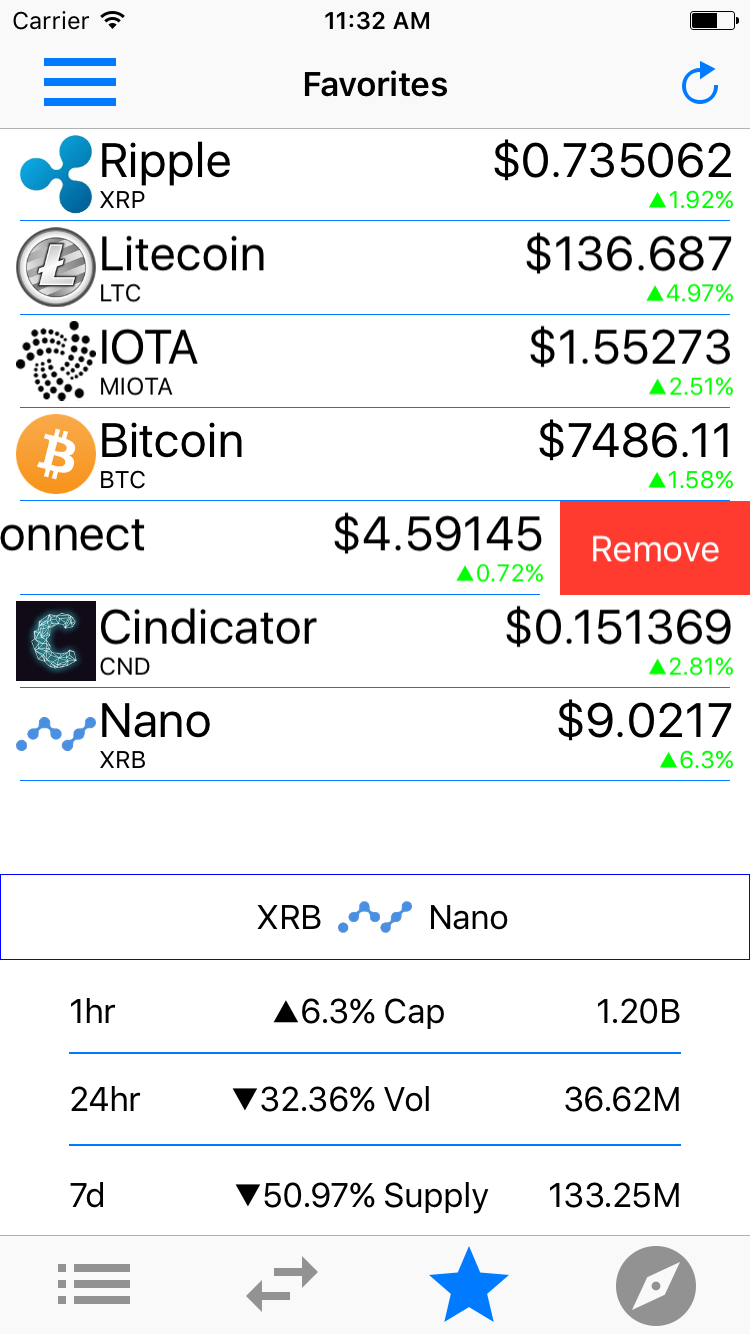 Carrier 11:32 AM
Favorites
Ripple $0.735062
XRP ▲1.92%
Litecoin $136.687
LTC ▲4.97%
IOTA $1.55273
MIOTA ▲2.51%
Bitcoin $7486.11
BTC ▲1.58%
onnect $4.59145 Remove
▲0.72%
Cindicator $0.151369
CND ▲2.81%
Nano $9.0217
XRB ▲6.3%
XRB Nano
1hr ▲6.3% Cap 1.20B
24hr ▼32.36% Vol 36.62M
7d ▼50.97% Supply 133.25M